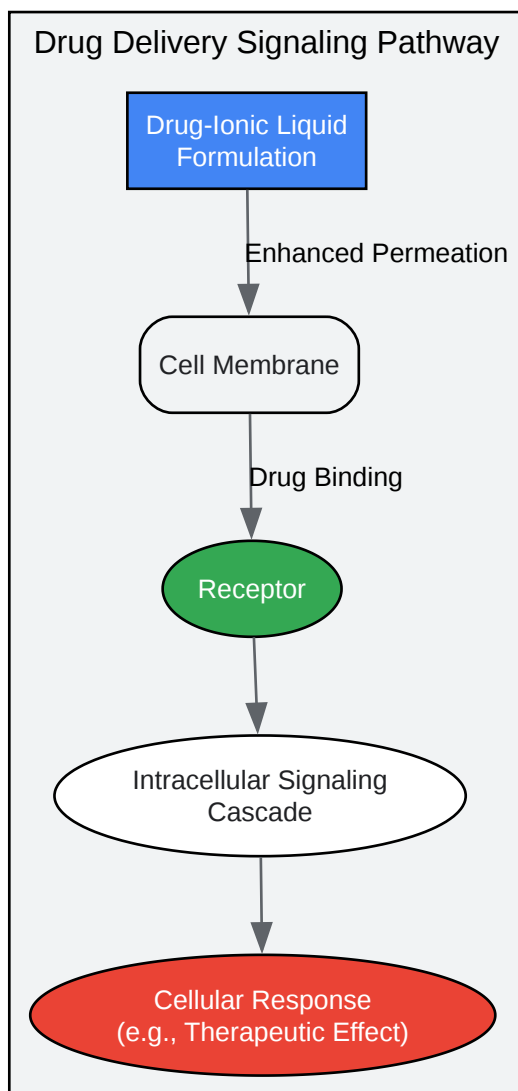 Drug Delivery Signaling Pathway
Drug-Ionic Liquid
Formulation
Enhanced Permeation
Cell Membrane
Drug Binding
Receptor
Intracellular Signaling
Cascade
Cellular Response
(e.g., Therapeutic Effect)